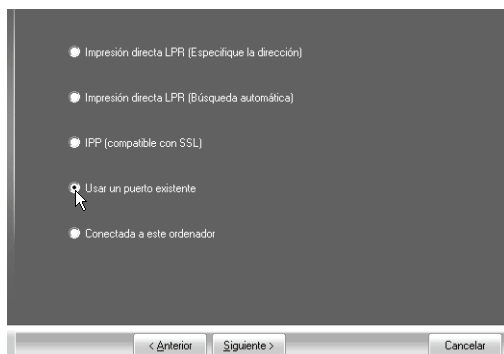 Impresión directa LPR (Especifique la dirección)
Impresión directa LPR (Búsqueda automática)
IPP (compatible con SSL)
Usar un puerto existente
Conectada a este ordenador
< Anterior Siguiente > Cancelar